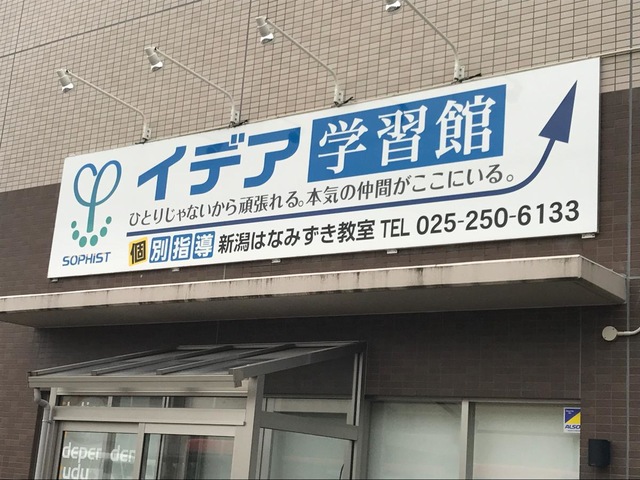 イデア学習館
ひとりじゃないから頑張れる。本気の仲間がここにいる。
SOPHiST
個別指導 新潟はなみずき教室 TEL 025-250-6133
ALSOK